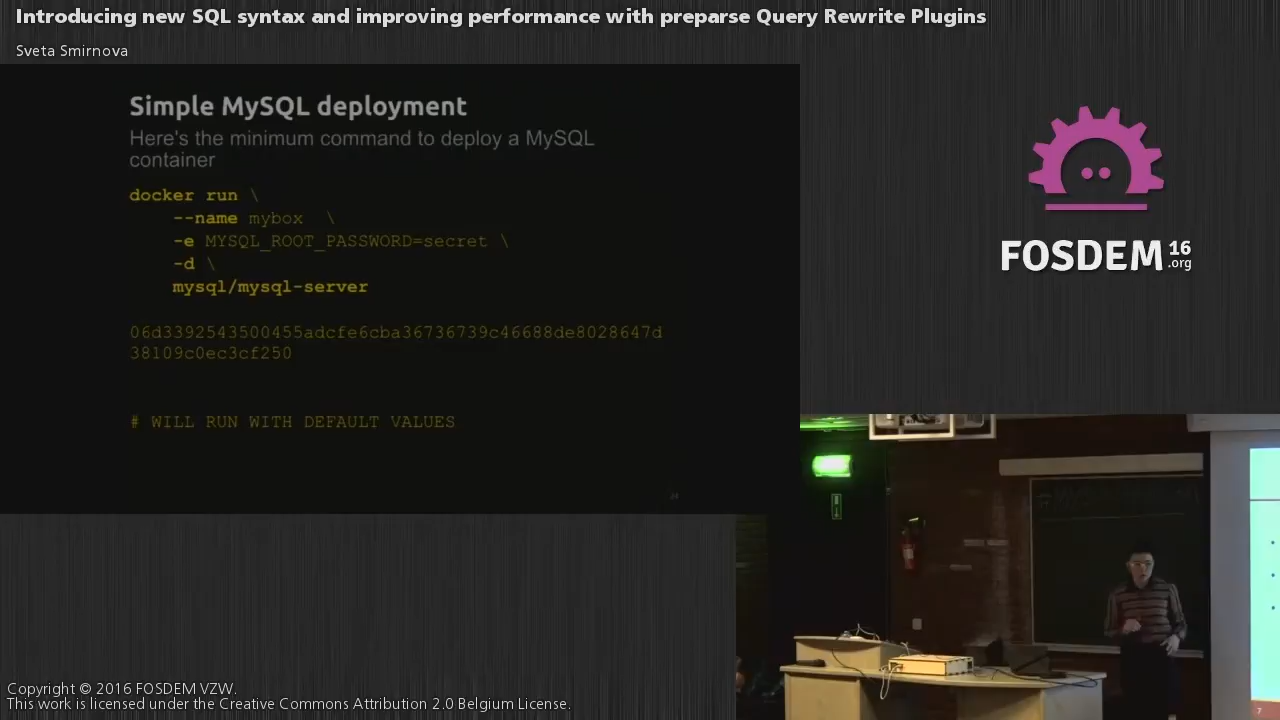 Introducing new SQL syntax and improving performance with preparse Query Rewrite Plugins
Sveta Smirnova
Simple MySQL deployment
Here's the minimum command to deploy a MySQL
container
docker run \
--name mybox \
-e MYSQL_ROOT_PASSWORD=secret \
-d \
mysql/mysql-server
06d3392543500455adcfe6cba36736739c46688de8028647d
38109c0ec3cf250
# WILL RUN WITH DEFAULT VALUES
FOSDEM 16
.org
Copyright © 2016 FOSDEM VZW.
This work is licensed under the Creative Commons Attribution 2.0 Belgium License.